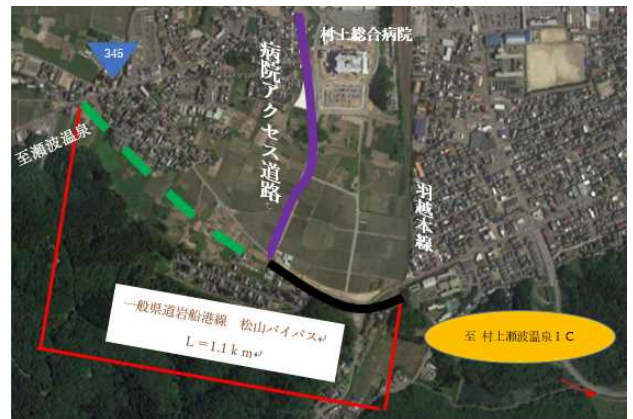 345
村上総合病院
病院アクセス道路
至瀬波温泉
羽越本線
一般県道岩船港線 松山バイパス
L=1.1km
至 村上瀬波温泉IC